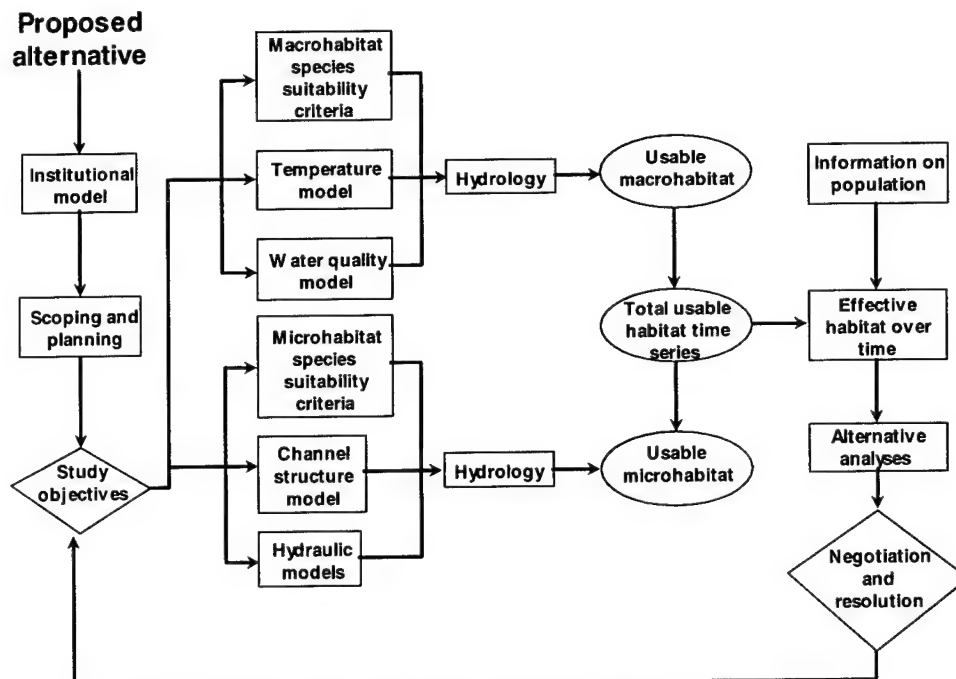 Proposed
alternative
Institutional
model
Scoping and
planning
Study
objectives
Macrohabitat
species
suitability
criteria
Temperature
model
Water quality
model
Microhabitat
species
suitability
criteria
Channel
structure
model
Hydraulic
models
Hydrology
Hydrology
Usable
macrohabitat
Total usable
habitat time
series
Usable
microhabitat
Information on
population
Effective
habitat over
time
Alternative
analyses
Negotiation
and
resolution